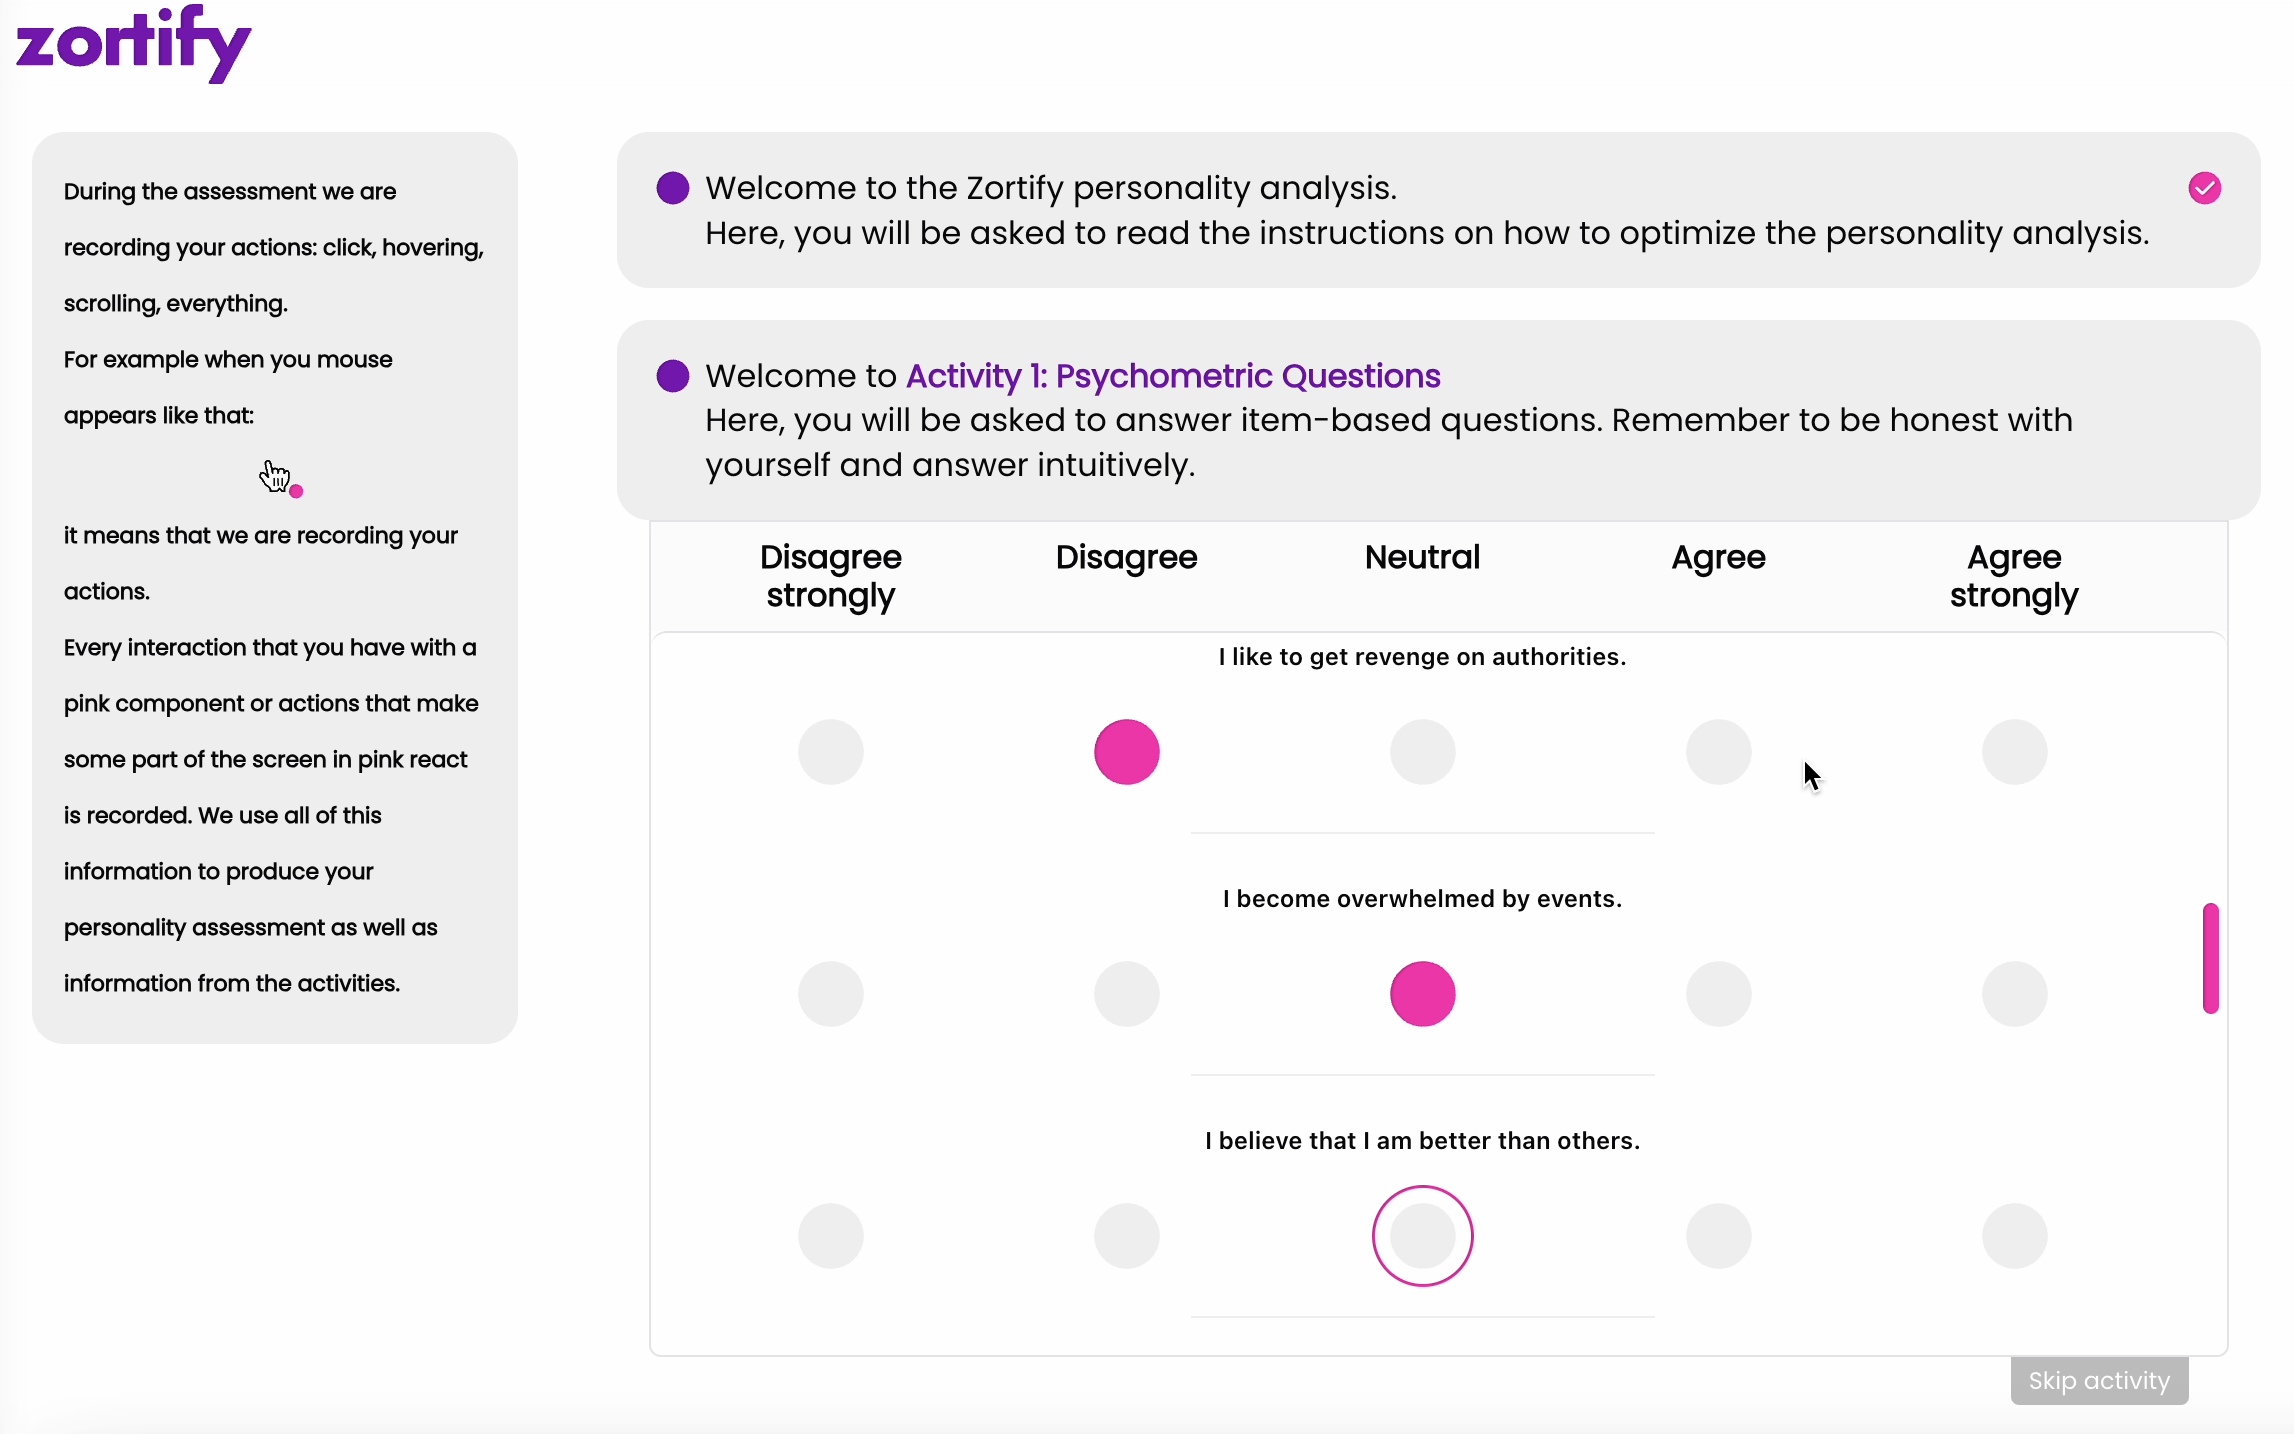 zortify
During the assessment we are
recording your actions: click, hovering,
scrolling, everything.
For example when you mouse
appears like that:
it means that we are recording your
actions.
Every interaction that you have with a
pink component or actions that make
some part of the screen in pink react
is recorded. We use all of this
information to produce your
personality assessment as well as
information from the activities.
Welcome to the Zortify personality analysis.
Here, you will be asked to read the instructions on how to optimize the personality analysis.
Welcome to Activity 1: Psychometric Questions
Here, you will be asked to answer item-based questions. Remember to be honest with
yourself and answer intuitively.
Disagree strongly Disagree Neutral Agree Agree strongly
I like to get revenge on authorities.
I become overwhelmed by events.
I believe that I am better than others.
Skip activity